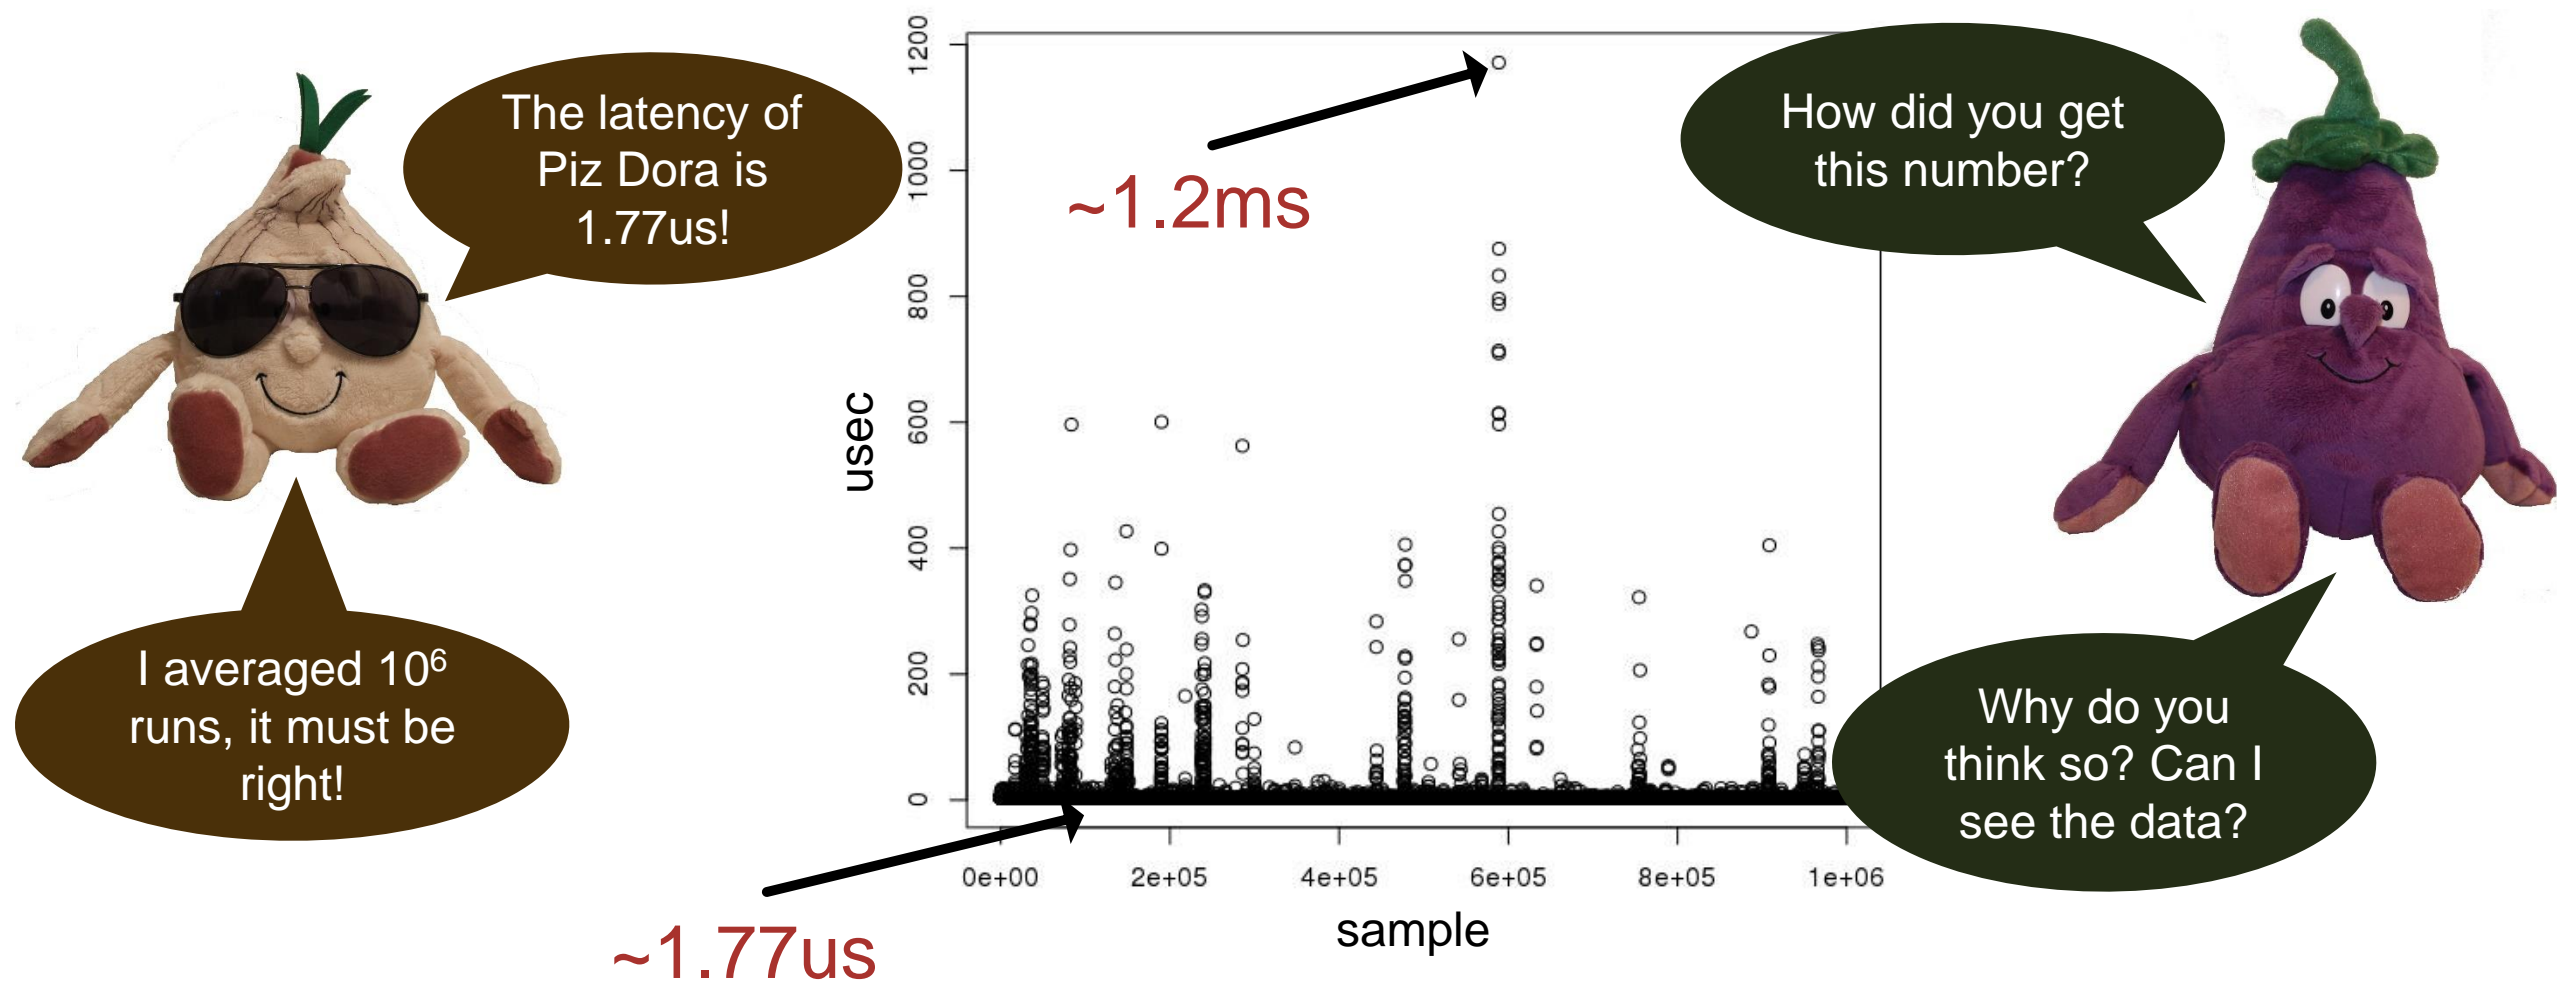 The latency of
Piz Dora is
1.77us!
How did you get
this number?
I averaged 10⁶
runs, it must be
right!
Why do you
think so? Can I
see the data?
~1.2ms
~1.77us
usec
1200
1000
800
600
400
200
0
0e+00 2e+05 4e+05 6e+05 8e+05 1e+06
sample